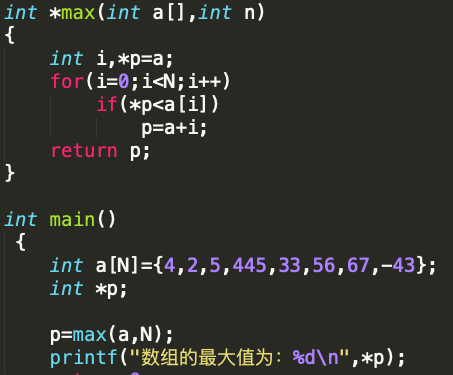 int *max(int a[],int n)
{
    int i,*p=a;
    for(i=0;i<N;i++)
        if(*p<a[i])
            p=a+i;
    return p;
}
int main()
 {
    int a[N]={4,2,5,445,33,56,67,-43};
    int *p;
    p=max(a,N);
    printf("数组的最大值为: %d\n",*p);